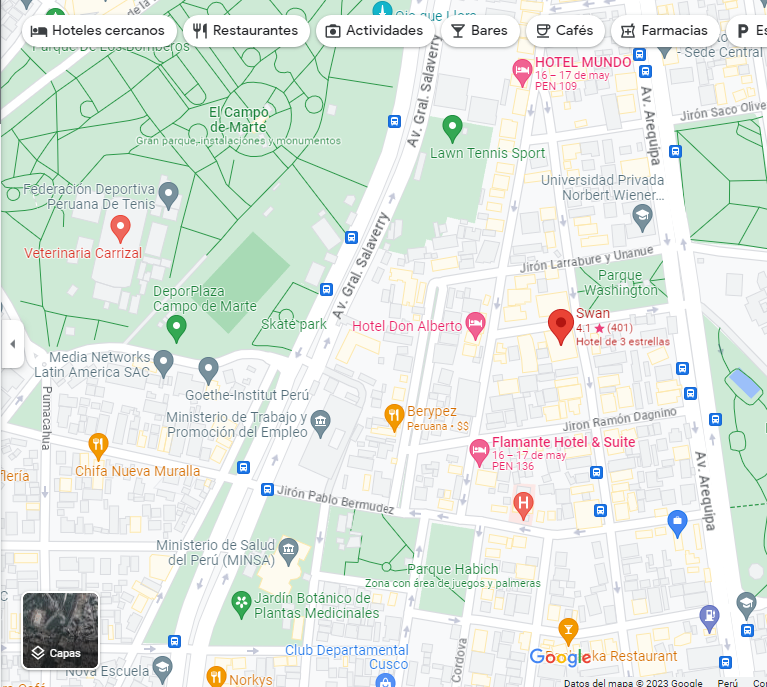 Ojo que Llora
Hoteles cercanos
Restaurantes
Actividades
Bares
Cafés
Farmacias
Parque De Los Bomberos
- Sede Central
HOTEL MUNDO
16 – 17 de may
PEN 109
Av. Gral. Salaverry
Av. Arequipa
Jirón Saco Olive
El Campo
de Marte
Gran parque, instalaciones y monumentos
Lawn Tennis Sport
Federación Deportiva
Peruana De Tenis
Universidad Privada
Norbert Wiener...
Veterinaria Carrizal
Av. Gral. Salaverry
Jirón Larrabure y Unanue
DeporPlaza
Campo de Marte
Parque
Washington
Skate park
Hotel Don Alberto
Swan
4.1 ★ (401)
Hotel de 3 estrellas
Media Networks
Latin America SAC
Goethe-Institut Perú
Pumacahua
Ministerio de Trabajo y
Promoción del Empleo
Berypez
Peruana • $$
Jiron Ramón Dagnino
Flamante Hotel & Suite
16 – 17 de may
PEN 136
Chifa Nueva Muralla
flería
Av. Arequipa
Jirón Pablo Bermudez
H
Ministerio de Salud
del Perú (MINSA)
Parque Habich
Zona con área de juegos y palmeras
Jardín Botánico de
Plantas Medicinales
Capas
Club Departamental
Cusco
Cordova
Google
ka Restaurant
Nova Escuela
Norkys
Datos del mapa © 2023 Google
Perú